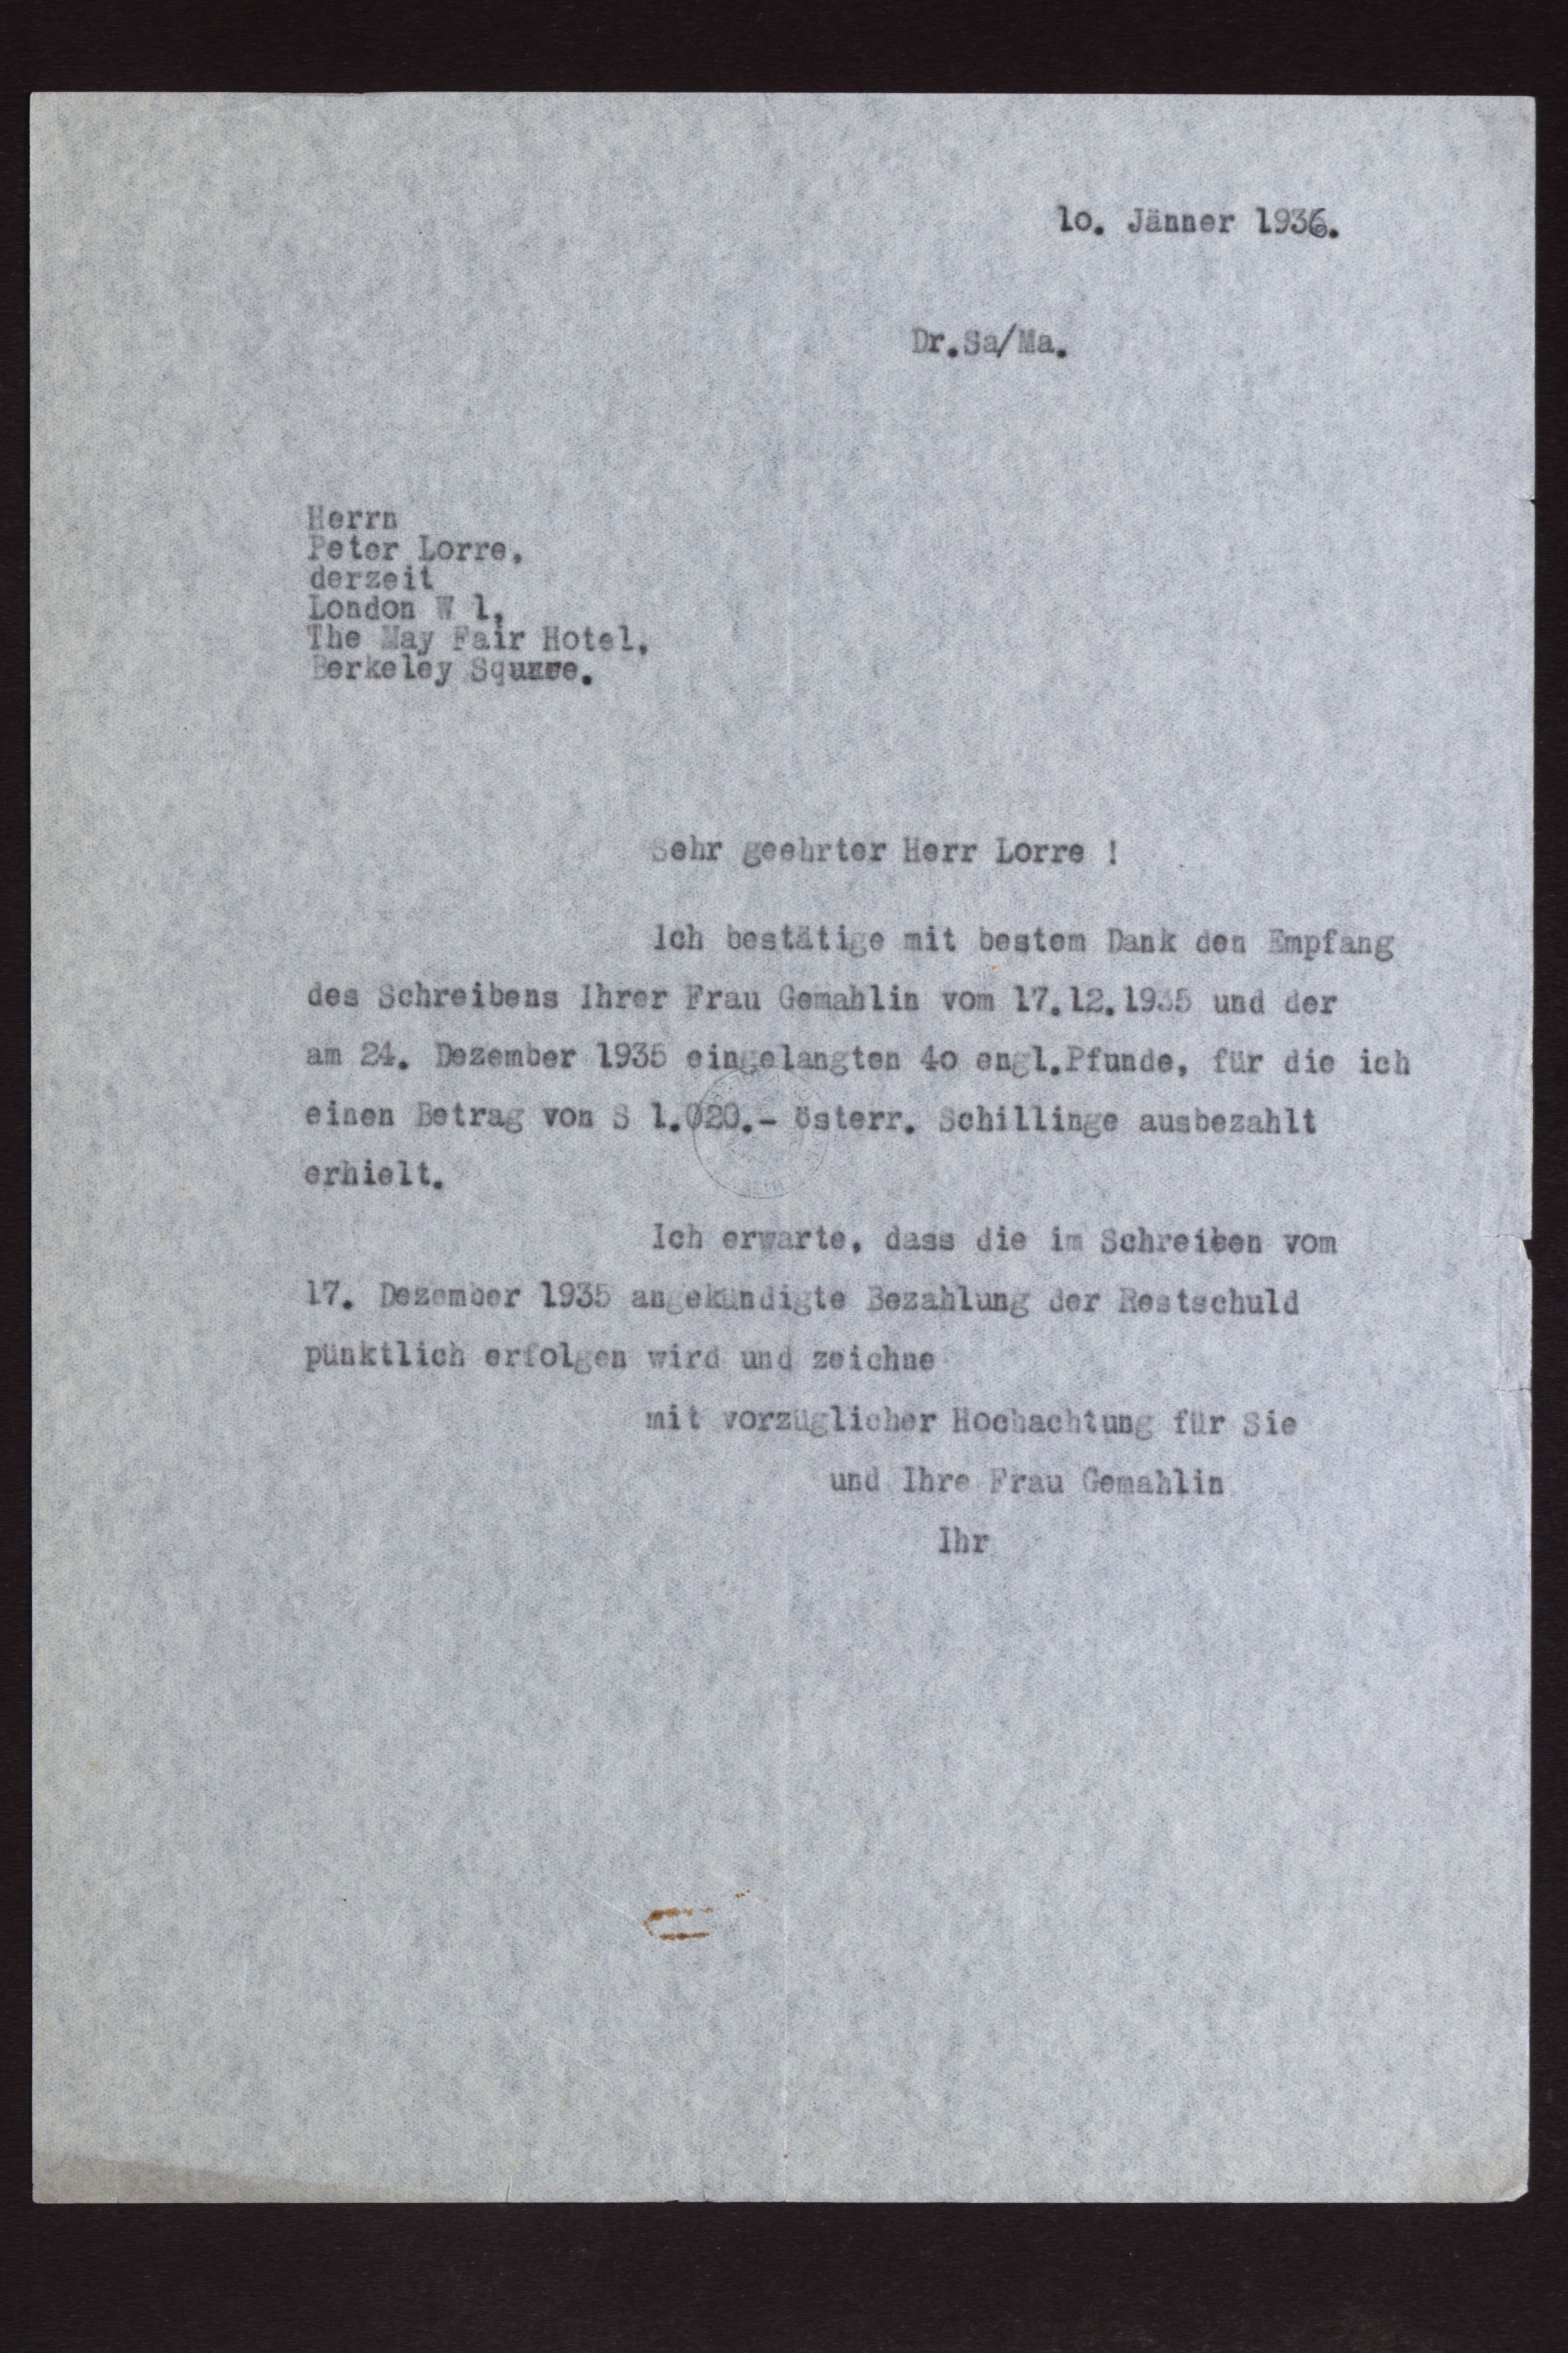 lo. Jänner 1936.
Dr.Sa/Ma.
Herrn
Peter Lorre,
derzeit
London W 1,
The May Fair Hotel,
Berkeley Square.
Sehr geehrter Herr Lorre !
Ich bestätige mit bestem Dank den Empfang
des Schreibens Ihrer Frau Gemahlin vom 17.12.1935 und der
am 24. Dezember 1935 eingelangten 4o engl.Pfunde, für die ich
einen Betrag von S 1.020.- österr. Schillinge ausbezahlt
erhielt.
Ich erwarte, dass die im Schreiben vom
17. Dezember 1935 angekündigte Bezahlung der Restschuld
pünktlich erfolgen wird und zeichne
mit vorzüglicher Hochachtung für Sie
und Ihre Frau Gemahlin
Ihr